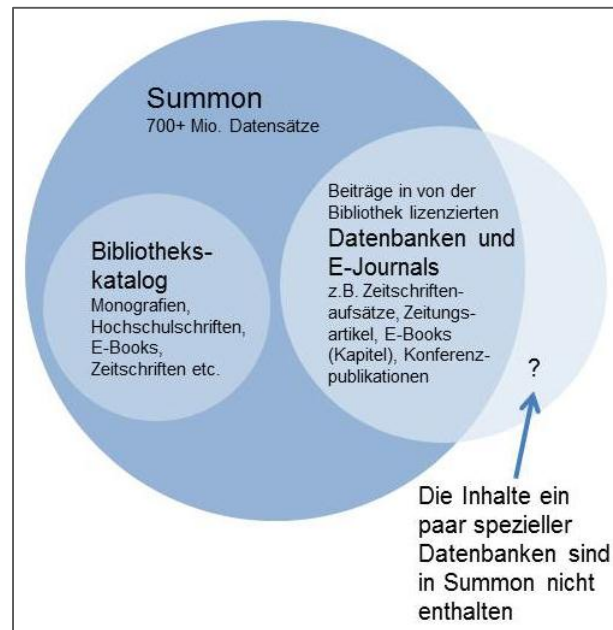 Summon
700+ Mio. Datensätze
Bibliotheks-
katalog
Monografien,
Hochschulschriften,
E-Books,
Zeitschriften etc.
Beiträge in von der
Bibliothek lizenzierten
Datenbanken und
E-Journals
z.B. Zeitschriften-
aufsätze, Zeitungs-
artikel, E-Books
(Kapitel), Konferenz-
publikationen
?
Die Inhalte ein
paar spezieller
Datenbanken sind
in Summon nicht
enthalten